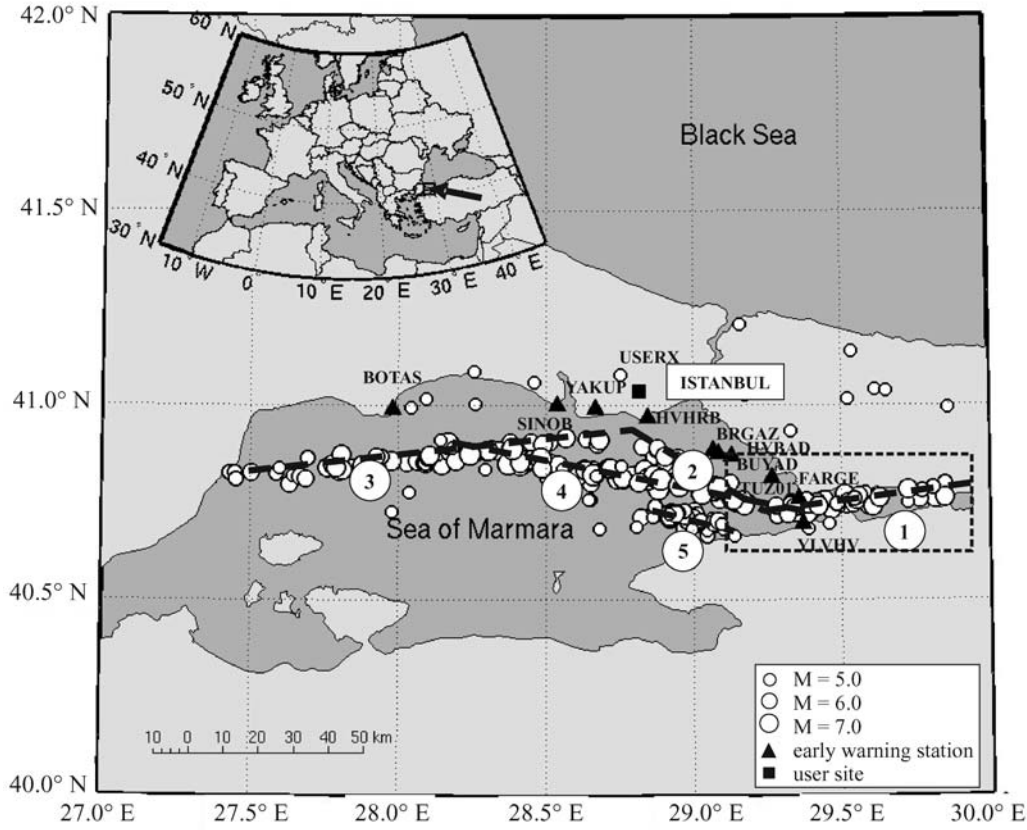 42.0° N
41.5° N
41.0° N
40.5° N
40.0° N
60° N
50° N
40° N
30° N
10° W
0°
10° E
20° E
30° E
40° E
Black Sea
USERX
BOTAS
YAKUP
ISTANBUL
SINOB
HVHRB
BRGAZ
HYBAD
BUYAD
TUZ01
FARGE
YLVHV
3
4
2
1
5
Sea of Marmara
M = 5.0
M = 6.0
M = 7.0
early warning station
user site
10 0 10 20 30 40 50 km
27.0° E 27.5° E 28.0° E 28.5° E 29.0° E 29.5° E 30.0° E